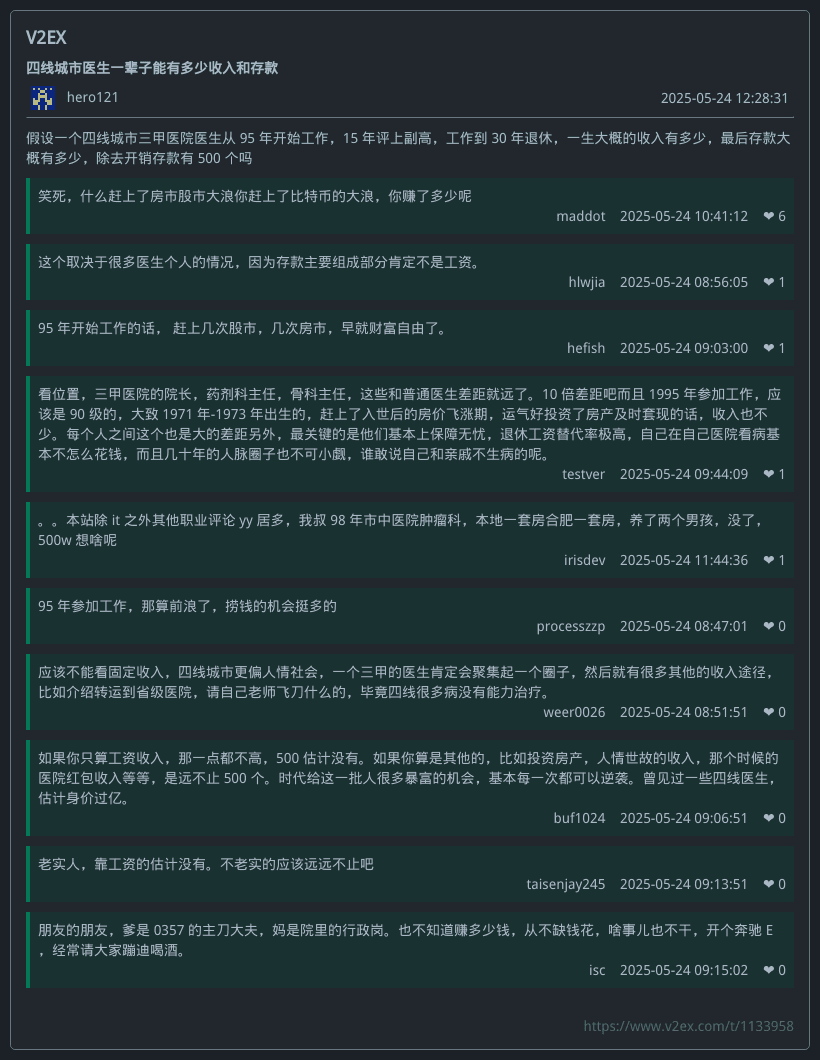 V2EX
四线城市医生一辈子能有多少收入和存款
hero121
2025-05-24 12:28:31
假设一个四线城市三甲医院医生从 95 年开始工作，15 年评上副高，工作到 30 年退休，一生大概的收入有多少，最后存款大
概有多少，除去开销存款有 500 个吗
笑死，什么赶上了房市股市大浪你赶上了比特币的大浪，你赚了多少呢
maddot 2025-05-24 10:41:12 ❤ 6
这个取决于很多医生个人的情况，因为存款主要组成部分肯定不是工资。
hlwjia 2025-05-24 08:56:05 ❤ 1
95 年开始工作的话， 赶上几次股市，几次房市，早就财富自由了。
hefish 2025-05-24 09:03:00 ❤ 1
看位置，三甲医院的院长，药剂科主任，骨科主任，这些和普通医生差距就远了。10 倍差距吧而且 1995 年参加工作，应
该是 90 级的，大致 1971 年-1973 年出生的，赶上了入世后的房价飞涨期，运气好投资了房产及时套现的话，收入也不
少。每个人之间这个也是大的差距另外，最关键的是他们基本上保障无忧，退休工资替代率极高，自己在自己医院看病基
本不怎么花钱，而且几十年的人脉圈子也不可小觑，谁敢说自己和亲戚不生病的呢。
testver 2025-05-24 09:44:09 ❤ 1
。。本站除 it 之外其他职业评论 yy 居多，我叔 98 年市中医院肿瘤科，本地一套房合肥一套房，养了两个男孩，没了，
500w 想啥呢
irisdev 2025-05-24 11:44:36 ❤ 1
95 年参加工作，那算前浪了，捞钱的机会挺多的
processzzp 2025-05-24 08:47:01 ❤ 0
应该不能看固定收入，四线城市更偏人情社会，一个三甲的医生肯定会聚集起一个圈子，然后就有很多其他的收入途径，
比如介绍转运到省级医院，请自己老师飞刀什么的，毕竟四线很多病没有能力治疗。
weer0026 2025-05-24 08:51:51 ❤ 0
如果你只算工资收入，那一点都不高，500 估计没有。如果你算是其他的，比如投资房产，人情世故的收入，那个时候的
医院红包收入等等，是远不止 500 个。时代给这一批人很多暴富的机会，基本每一次都可以逆袭。曾见过一些四线医生，
估计身价过亿。
buf1024 2025-05-24 09:06:51 ❤ 0
老实人，靠工资的估计没有。不老实的应该远远不止吧
taisenjay245 2025-05-24 09:13:51 ❤ 0
朋友的朋友，爹是 0357 的主刀大夫，妈是院里的行政岗。也不知道赚多少钱，从不缺钱花，啥事儿也不干，开个奔驰 E
，经常请大家蹦迪喝酒。
isc 2025-05-24 09:15:02 ❤ 0
https://www.v2ex.com/t/1133958